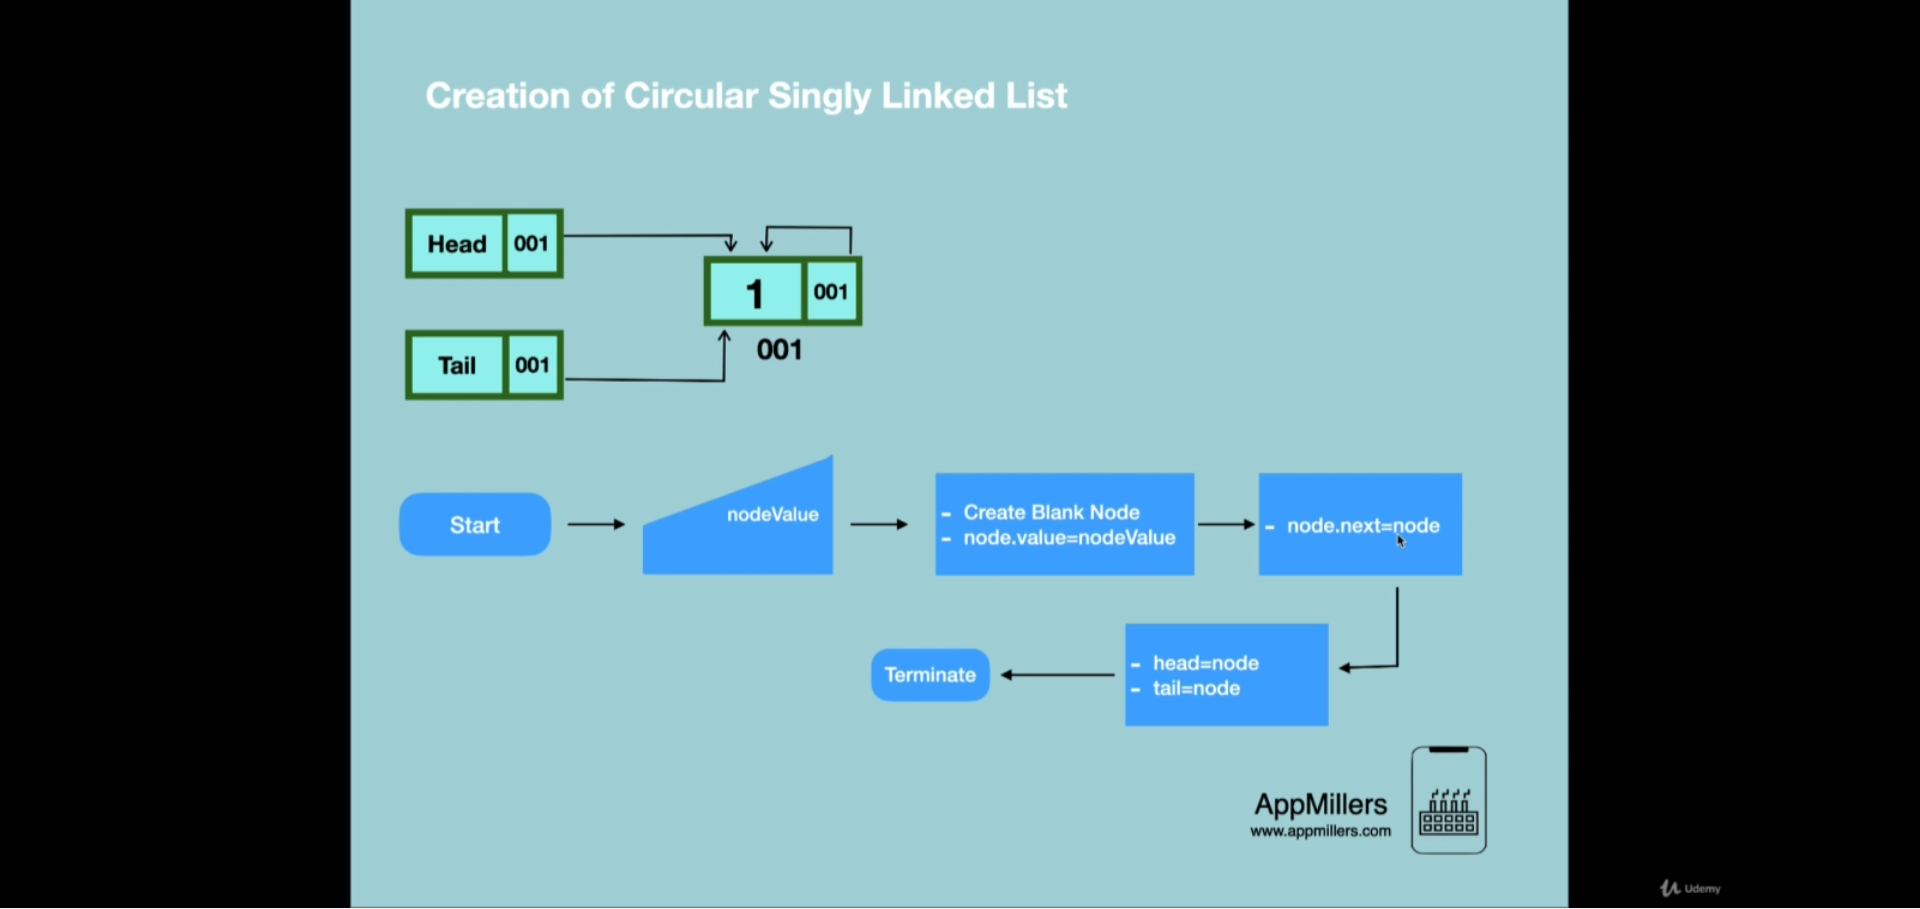 Creation of Circular Singly Linked List
Head 001
1 001
Tail 001
001
Start
nodeValue
- Create Blank Node
- node.value=nodeValue
- node.next=node
- head=node
- tail=node
Terminate
AppMillers
www.appmillers.com
Udemy